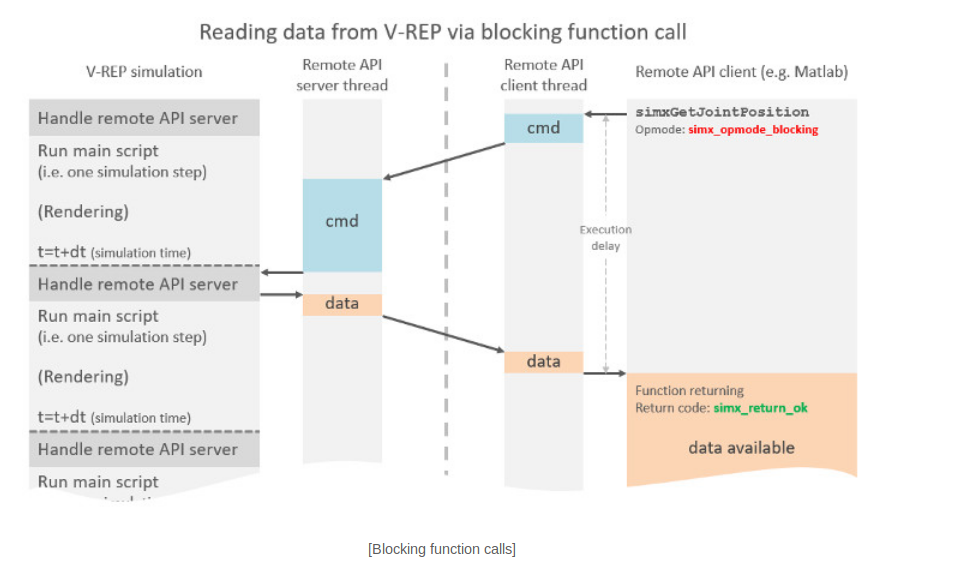 Reading data from V-REP via blocking function call
V-REP simulation
Remote API
server thread
Remote API
client thread
Remote API client (e.g. Matlab)
Handle remote API server
Run main script
(i.e. one simulation step)
(Rendering)
t=t+dt (simulation time)
Handle remote API server
Run main script
(i.e. one simulation step)
(Rendering)
t=t+dt (simulation time)
Handle remote API server
Run main script
cmd
data
cmd
data
Execution
delay
simxGetJointPosition
Opmode: simx_opmode_blocking
Function returning
Return code: simx_return_ok
data available
[Blocking function calls]